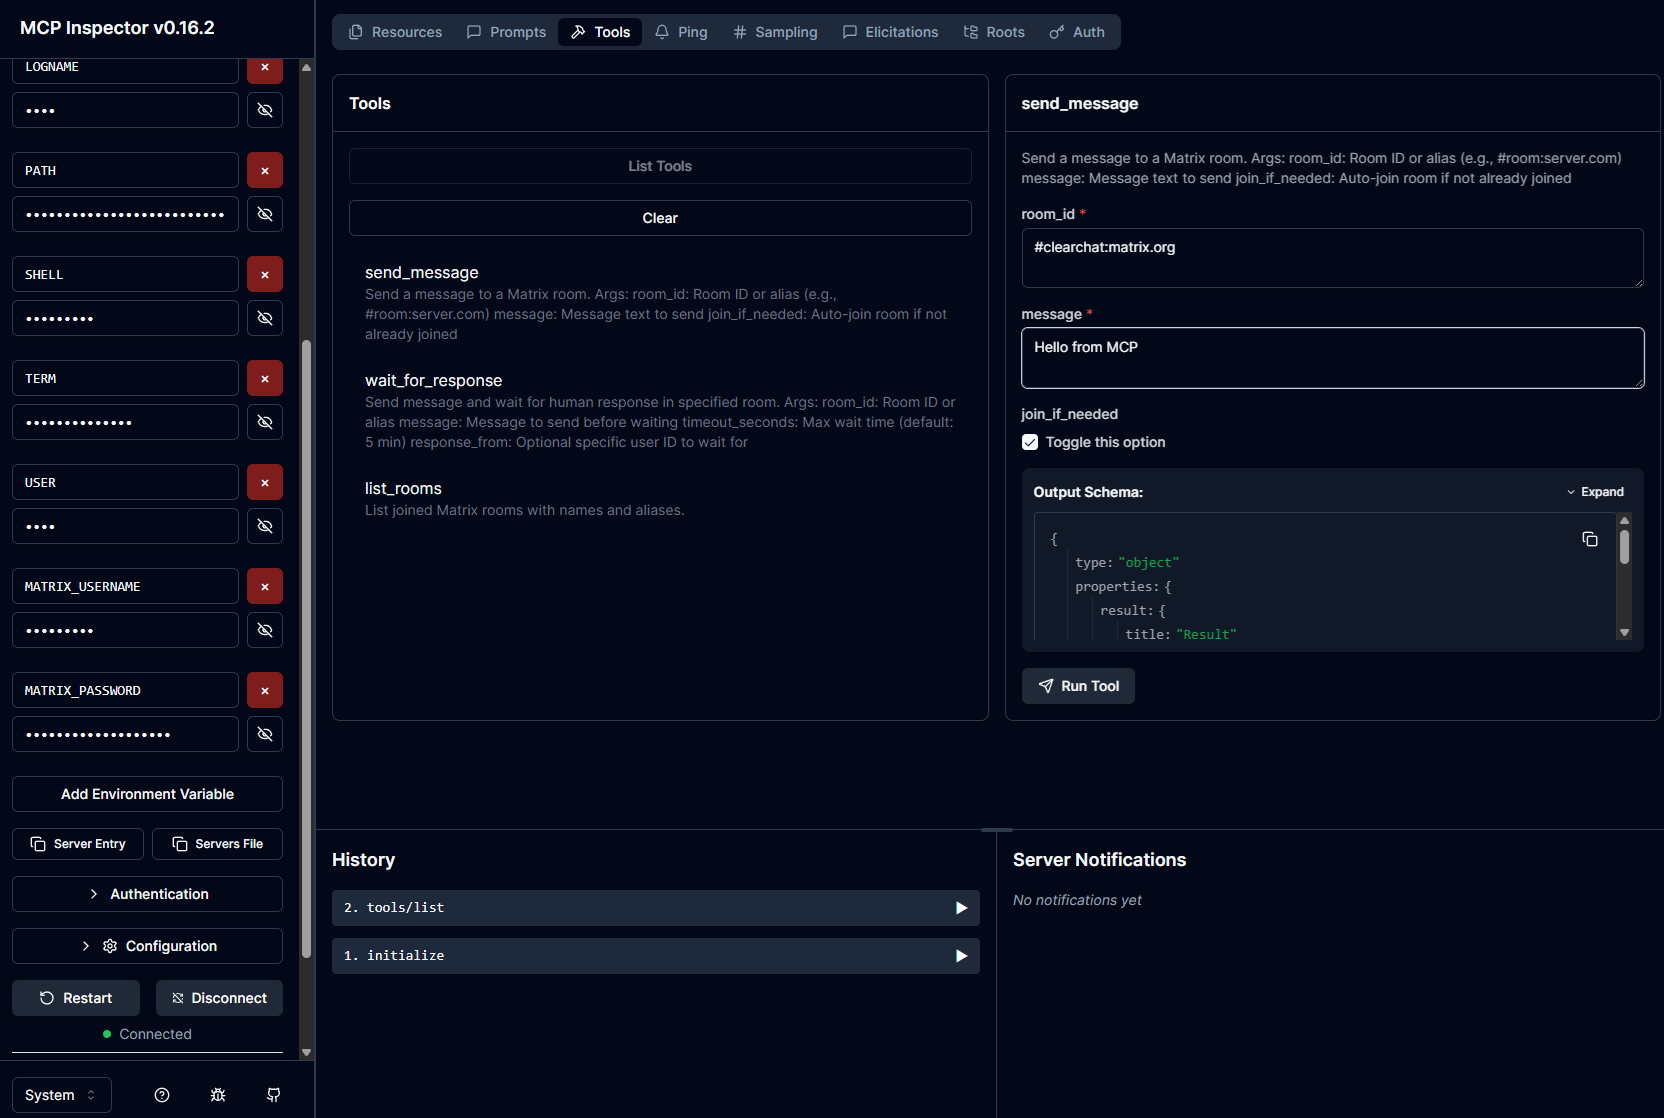 MCP Inspector v0.16.2
LOGNAME
×
••••
PATH
×
••••••••••••••••••••••••••
SHELL
×
•••••••••
TERM
×
••••••••••••••
USER
×
••••
MATRIX_USERNAME
×
•••••••••
MATRIX_PASSWORD
×
•••••••••••••••••••
Add Environment Variable
Server Entry
Servers File
Authentication
Configuration
Restart
Disconnect
Connected
System
Resources
Prompts
Tools
Ping
Sampling
Elicitations
Roots
Auth
Tools
List Tools
Clear
send_message
Send a message to a Matrix room. Args: room_id: Room ID or alias (e.g.,
#room:server.com) message: Message text to send join_if_needed: Auto-join room if not
already joined
wait_for_response
Send message and wait for human response in specified room. Args: room_id: Room ID or
alias message: Message to send before waiting timeout_seconds: Max wait time (default:
5 min) response_from: Optional specific user ID to wait for
list_rooms
List joined Matrix rooms with names and aliases.
send_message
Send a message to a Matrix room. Args: room_id: Room ID or alias (e.g., #room:server.com)
message: Message text to send join_if_needed: Auto-join room if not already joined
room_id *
#clearchat:matrix.org
message *
Hello from MCP
join_if_needed
Toggle this option
Output Schema:
Expand
{
type: "object"
properties: {
result: {
title: "Result"
Run Tool
History
2. tools/list
1. initialize
Server Notifications
No notifications yet